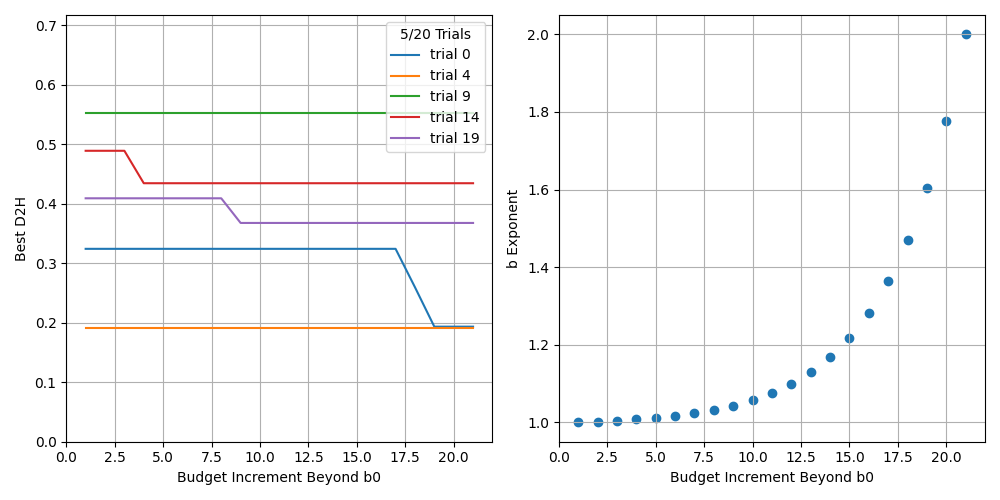 0.7
0.6
0.5
0.4
0.3
0.2
0.1
0.0
Best D2H
0.0 2.5 5.0 7.5 10.0 12.5 15.0 17.5 20.0
Budget Increment Beyond b0
5/20 Trials
trial 0
trial 4
trial 9
trial 14
trial 19
2.0
1.8
1.6
1.4
1.2
1.0
b Exponent
0.0 2.5 5.0 7.5 10.0 12.5 15.0 17.5 20.0
Budget Increment Beyond b0